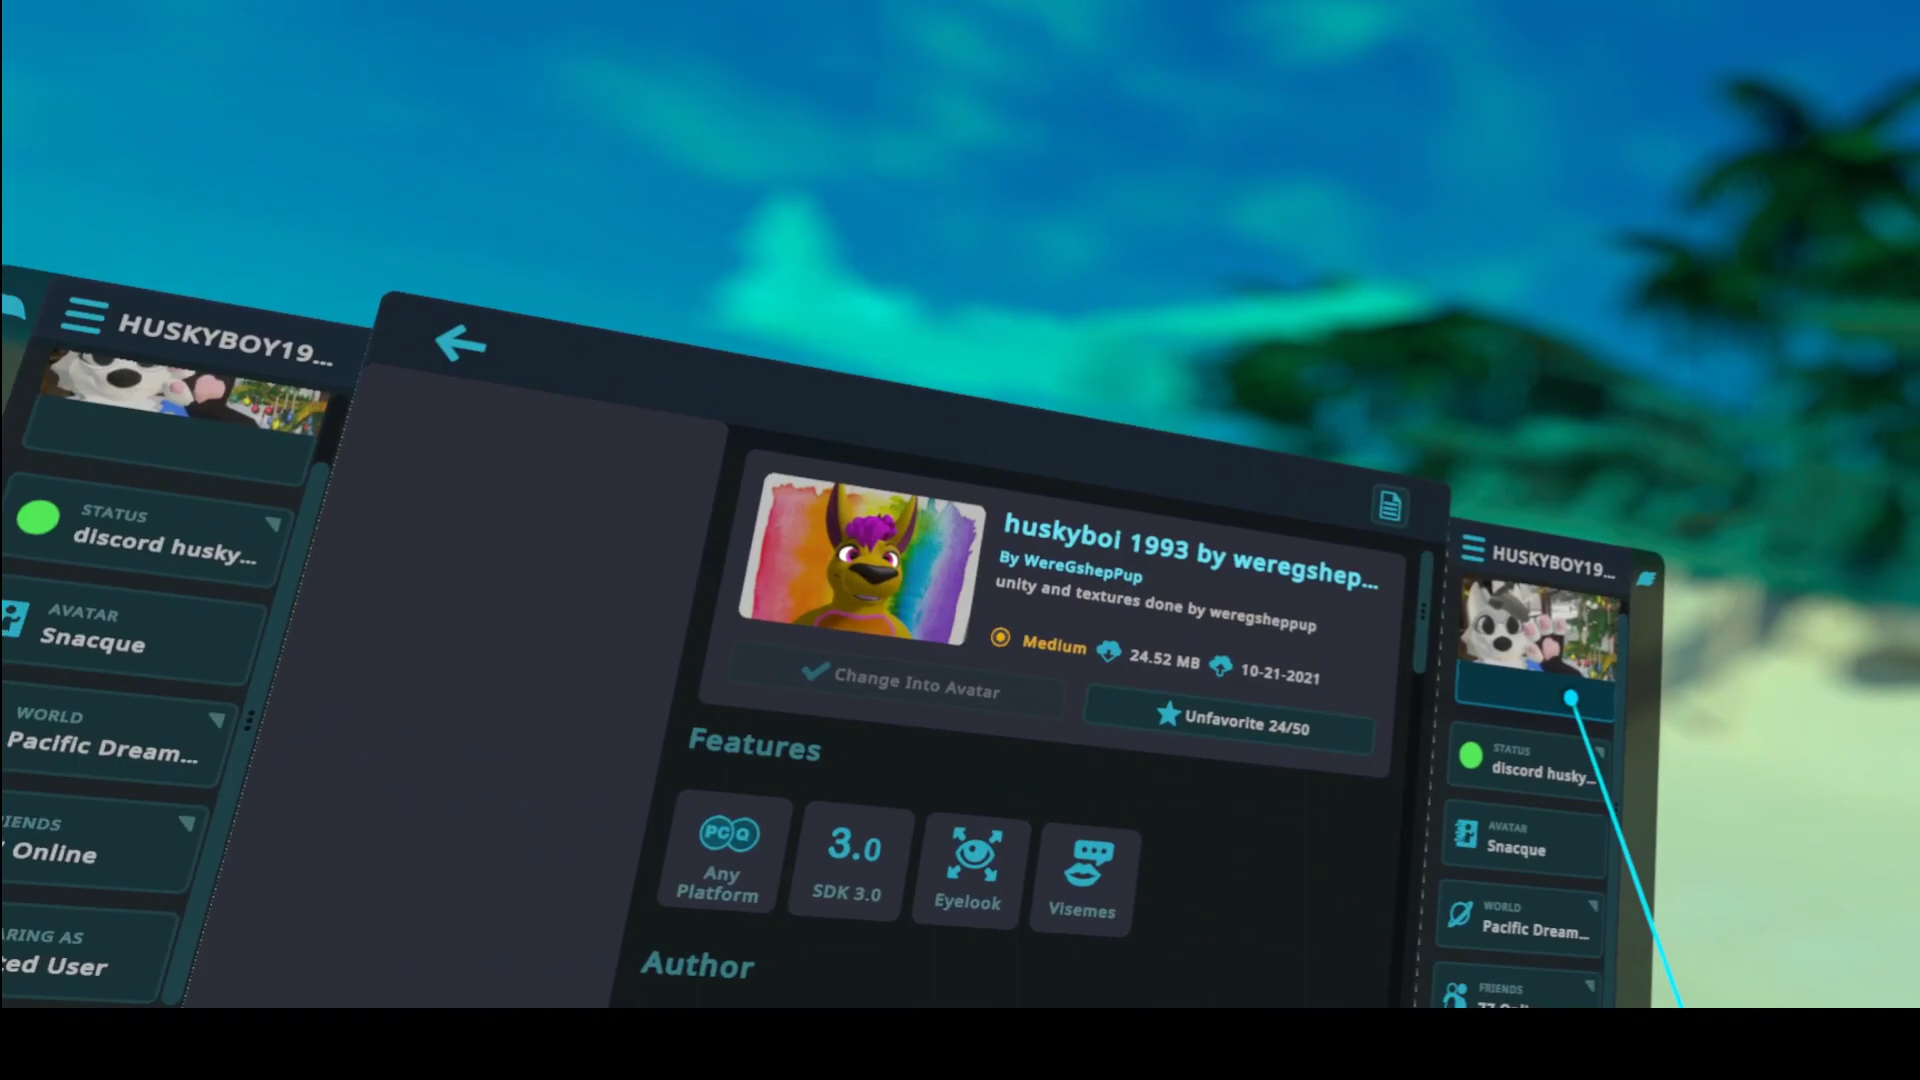 HUSKYBOY19...
STATUS
discord husky...
AVATAR
Snacque
WORLD
Pacific Dream...
IENDS
Online
ARING AS
ed User
huskyboi 1993 by weregshep...
By WereGshepPup
unity and textures done by weregsheppup
Medium
24.52 MB
10-21-2021
Change Into Avatar
Unfavorite 24/50
Features
PC Q
Any
Platform
3.0
SDK 3.0
Eyelook
Visemes
Author
HUSKYBOY19...
STATUS
discord husky...
AVATAR
Snacque
WORLD
Pacific Dream...
FRIENDS